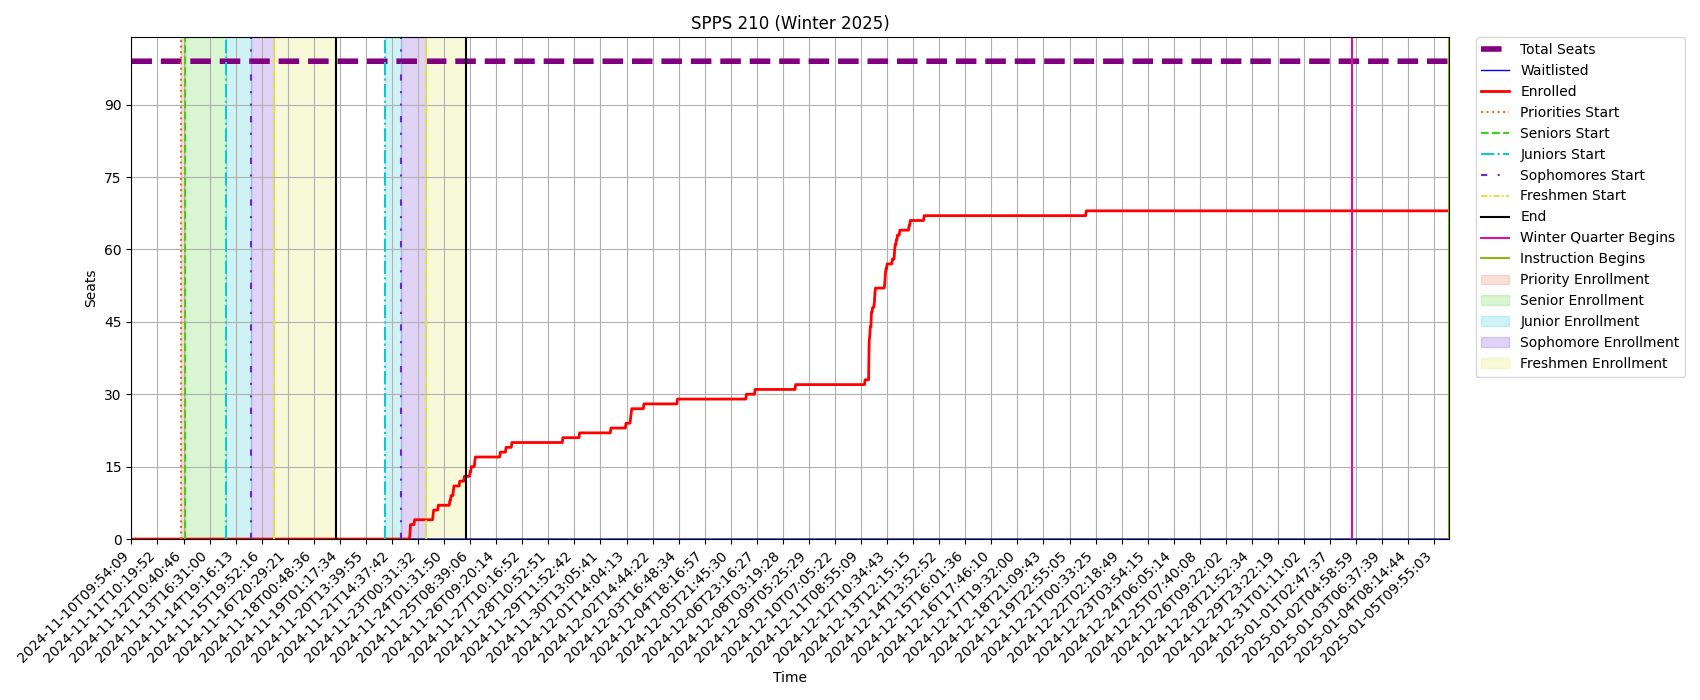 SPPS 210 (Winter 2025)
Total Seats
Waitlisted
Enrolled
Priorities Start
Seniors Start
Juniors Start
Sophomores Start
Freshmen Start
End
Winter Quarter Begins
Instruction Begins
Priority Enrollment
Senior Enrollment
Junior Enrollment
Sophomore Enrollment
Freshmen Enrollment
Seats
90
75
60
45
30
15
0
2024-11-10T09:54:09
2024-11-11T10:19:52
2024-11-12T10:40:46
2024-11-13T16:31:00
2024-11-14T19:16:13
2024-11-15T19:52:16
2024-11-16T20:29:21
2024-11-18T00:48:36
2024-11-19T01:17:34
2024-11-20T13:39:55
2024-11-21T14:37:42
2024-11-23T00:31:32
2024-11-24T01:31:50
2024-11-25T08:39:06
2024-11-26T09:20:14
2024-11-27T10:16:52
2024-11-28T10:52:51
2024-11-29T11:52:42
2024-11-30T13:05:41
2024-12-01T14:04:13
2024-12-02T14:44:22
2024-12-03T16:48:34
2024-12-04T18:16:57
2024-12-05T21:45:30
2024-12-06T23:16:27
2024-12-08T03:19:28
2024-12-09T05:25:29
2024-12-10T07:05:22
2024-12-11T08:55:09
2024-12-12T10:34:43
2024-12-13T12:15:15
2024-12-14T13:52:52
2024-12-15T16:01:36
2024-12-16T17:46:10
2024-12-17T19:32:00
2024-12-18T21:09:43
2024-12-19T22:55:05
2024-12-21T00:33:25
2024-12-22T02:18:49
2024-12-23T03:54:15
2024-12-24T06:05:14
2024-12-25T07:40:08
2024-12-26T09:22:02
2024-12-28T21:52:34
2024-12-29T23:22:19
2024-12-31T01:11:02
2025-01-01T02:47:37
2025-01-02T04:58:59
2025-01-03T06:37:39
2025-01-04T08:14:44
2025-01-05T09:55:03
Time